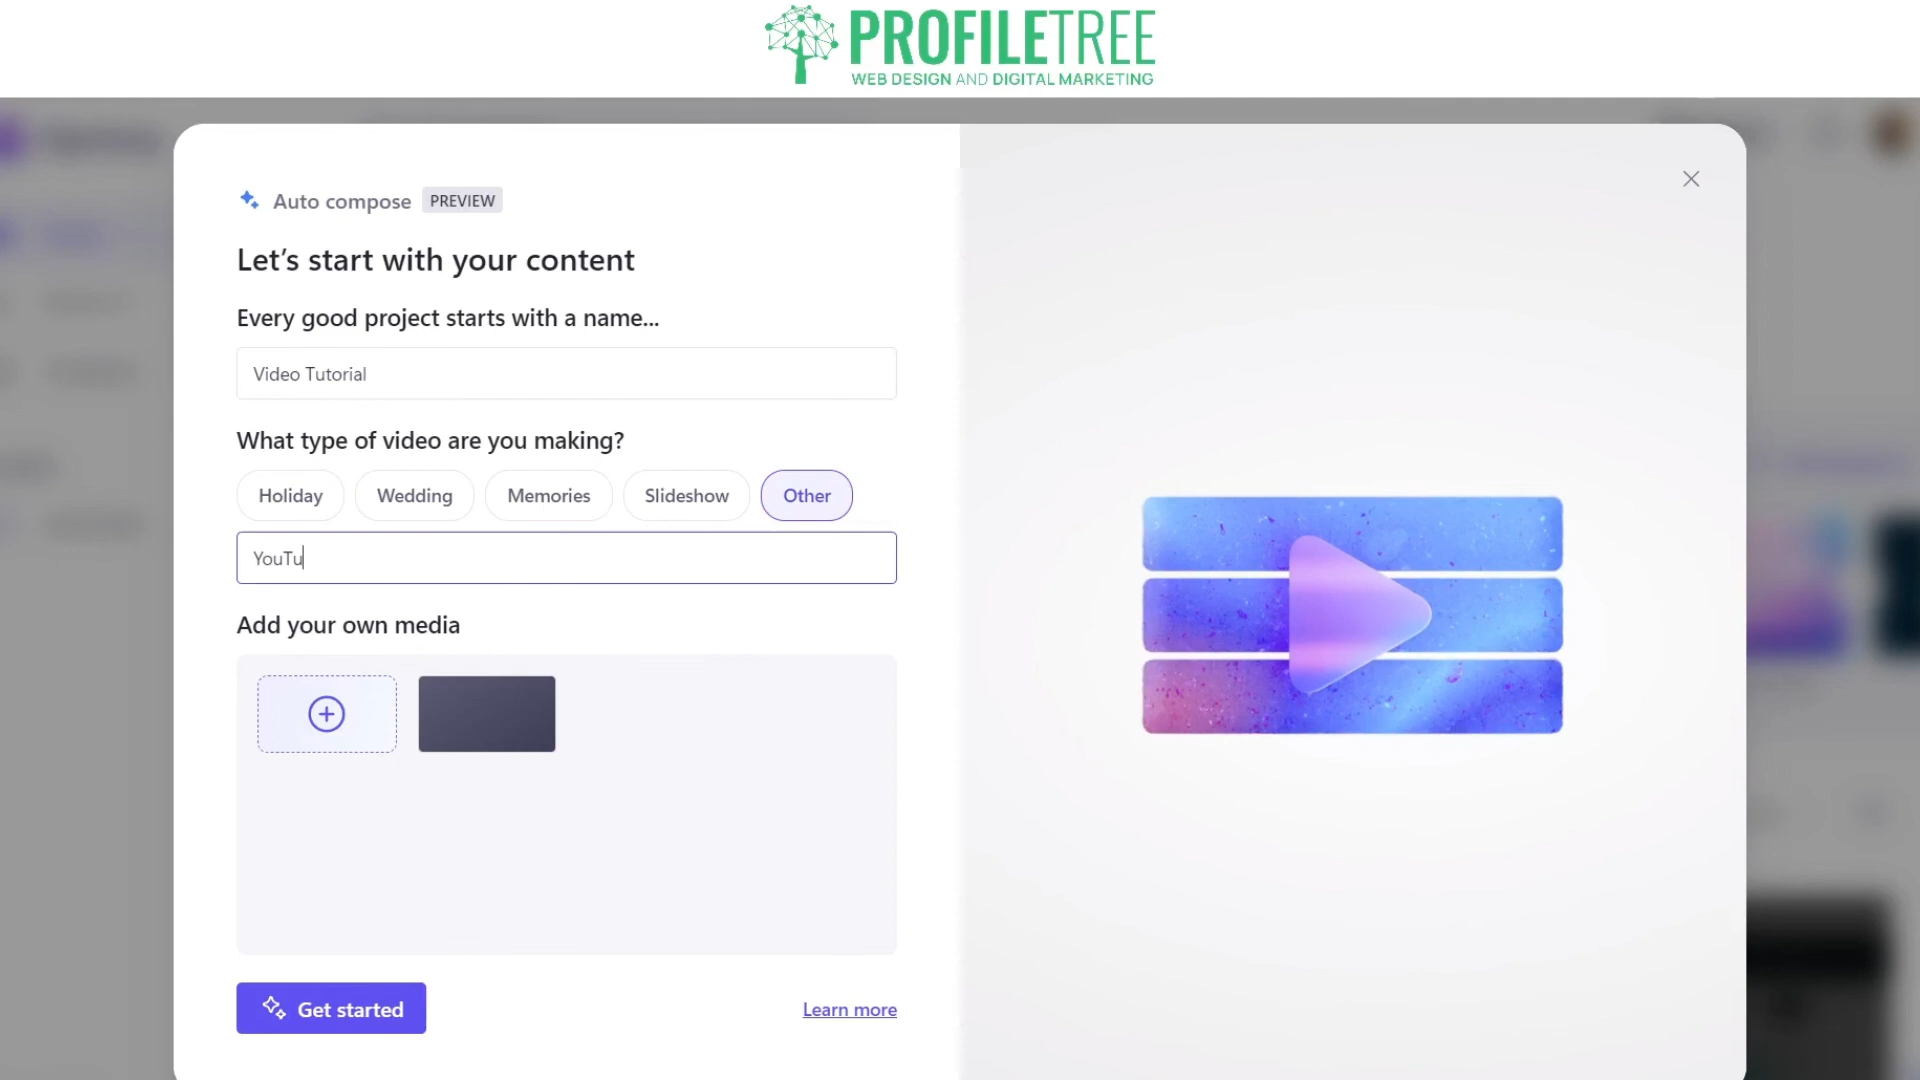 PROFILETREE
WEB DESIGN AND DIGITAL MARKETING
Auto compose PREVIEW
Let's start with your content
Every good project starts with a name...
Video Tutorial
What type of video are you making?
Holiday Wedding Memories Slideshow Other
YouTu
Add your own media
Get started Learn more